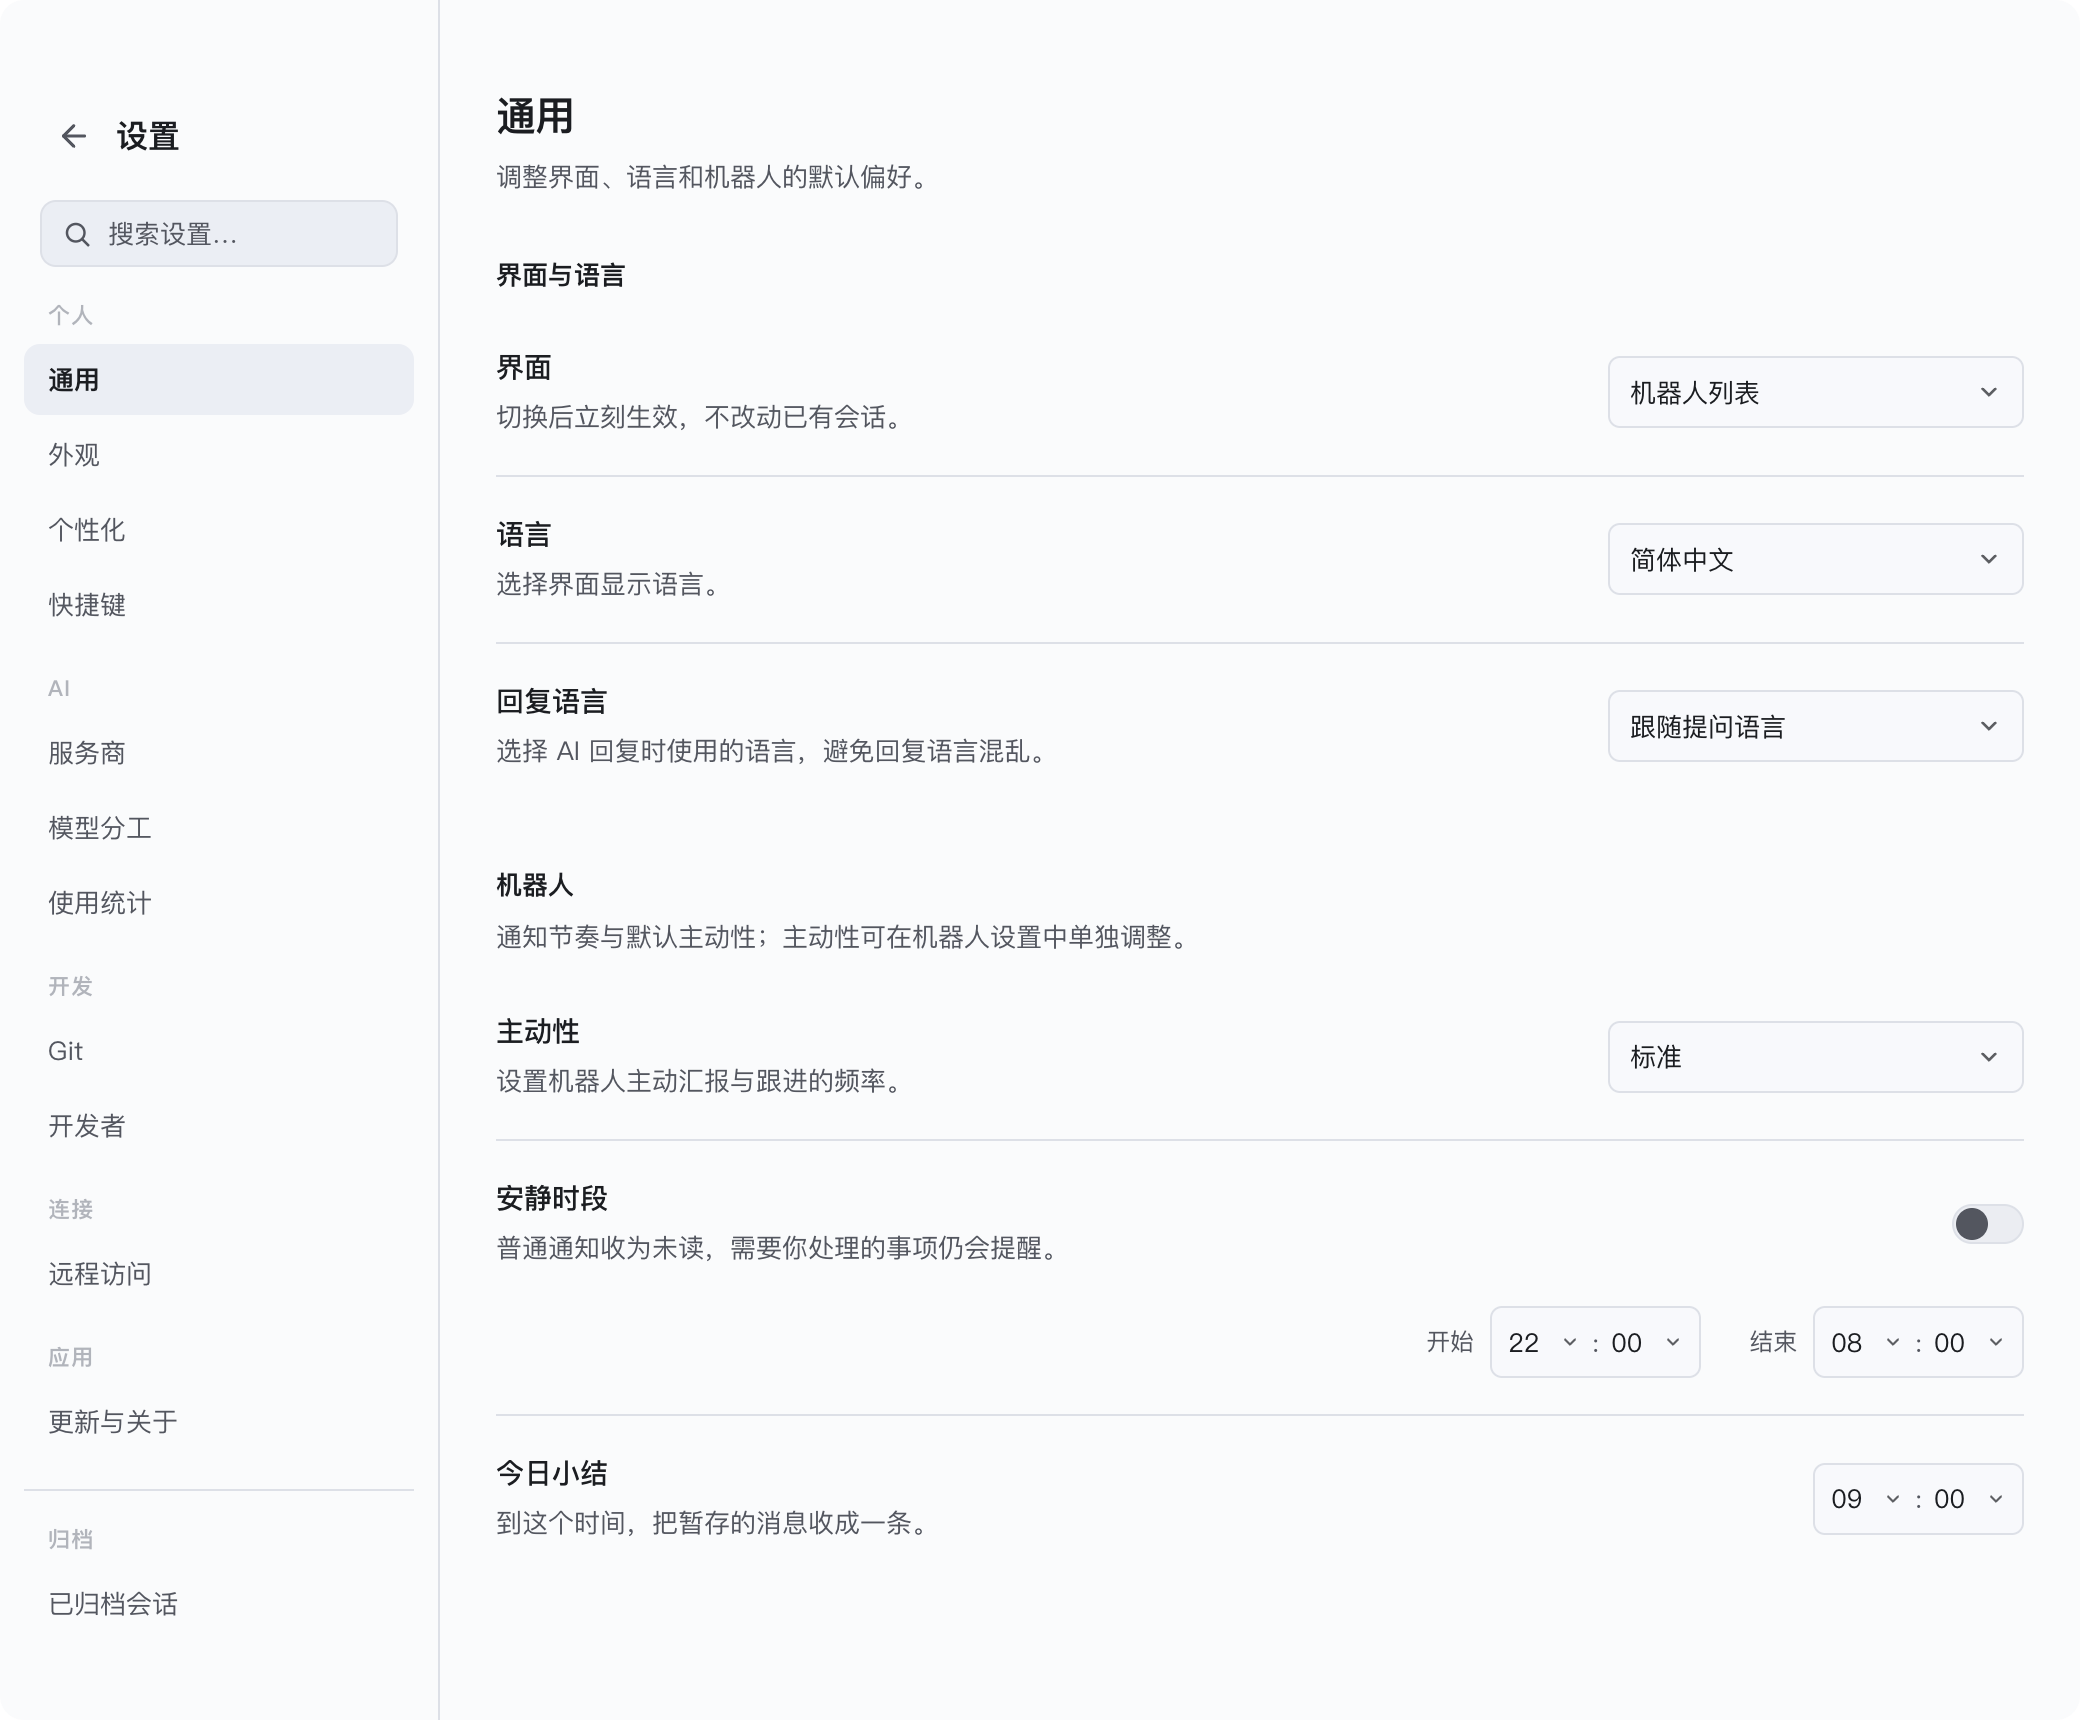 设置
搜索设置...
个人
通用
外观
个性化
快捷键
AI
服务商
模型分工
使用统计
开发
Git
开发者
连接
远程访问
应用
更新与关于
归档
已归档会话
通用
调整界面、语言和机器人的默认偏好。
界面与语言
界面
切换后立刻生效，不改动已有会话。
机器人列表
语言
选择界面显示语言。
简体中文
回复语言
选择 AI 回复时使用的语言，避免回复语言混乱。
跟随提问语言
机器人
通知节奏与默认主动性；主动性可在机器人设置中单独调整。
主动性
设置机器人主动汇报与跟进的频率。
标准
安静时段
普通通知收为未读，需要你处理的事项仍会提醒。
开始 22 : 00 结束 08 : 00
今日小结
到这个时间，把暂存的消息收成一条。
09 : 00